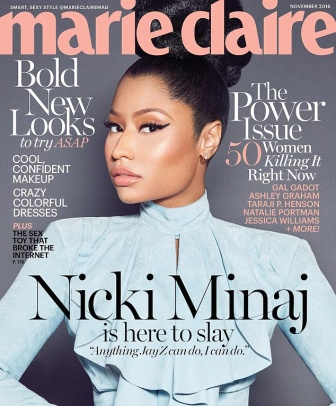 SMART, SEXY STYLE @MARIECLAIREMAG
NOVEMBER 2016
marie claire
Bold
New
Looks
to try ASAP
COOL,
CONFIDENT
MAKEUP
CRAZY
COLORFUL
DRESSES
PLUS
THE SEX
TOY THAT
BROKE THE
INTERNET
The
Power
Issue
50 Women
Killing It
Right Now
GAL GADOT
ASHLEY GRAHAM
TARAJI P. HENSON
NATALIE PORTMAN
JESSICA WILLIAMS
+ MORE!
Nicki Minaj
is here to slay
"Anything Jay Z can do, I can do."